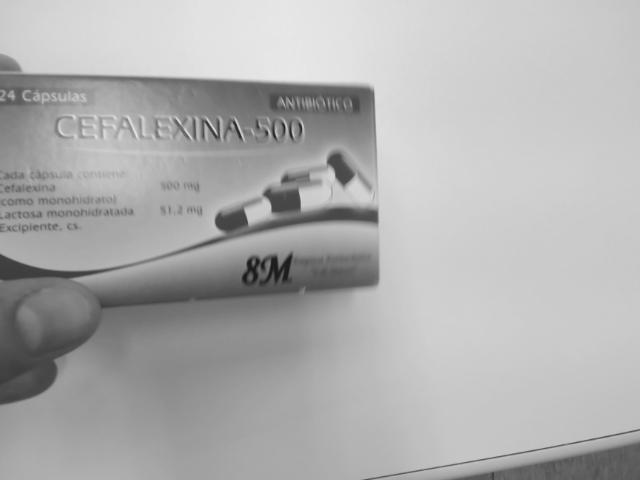 24 Cápsulas
ANTIBIÓTICO
CEFALEXINA-500
Cada cápsula contiene:
Cefalexina 500 mg
(como monohidrato)
Lactosa monohidratada 51,2 mg
Excipiente, cs.
8M